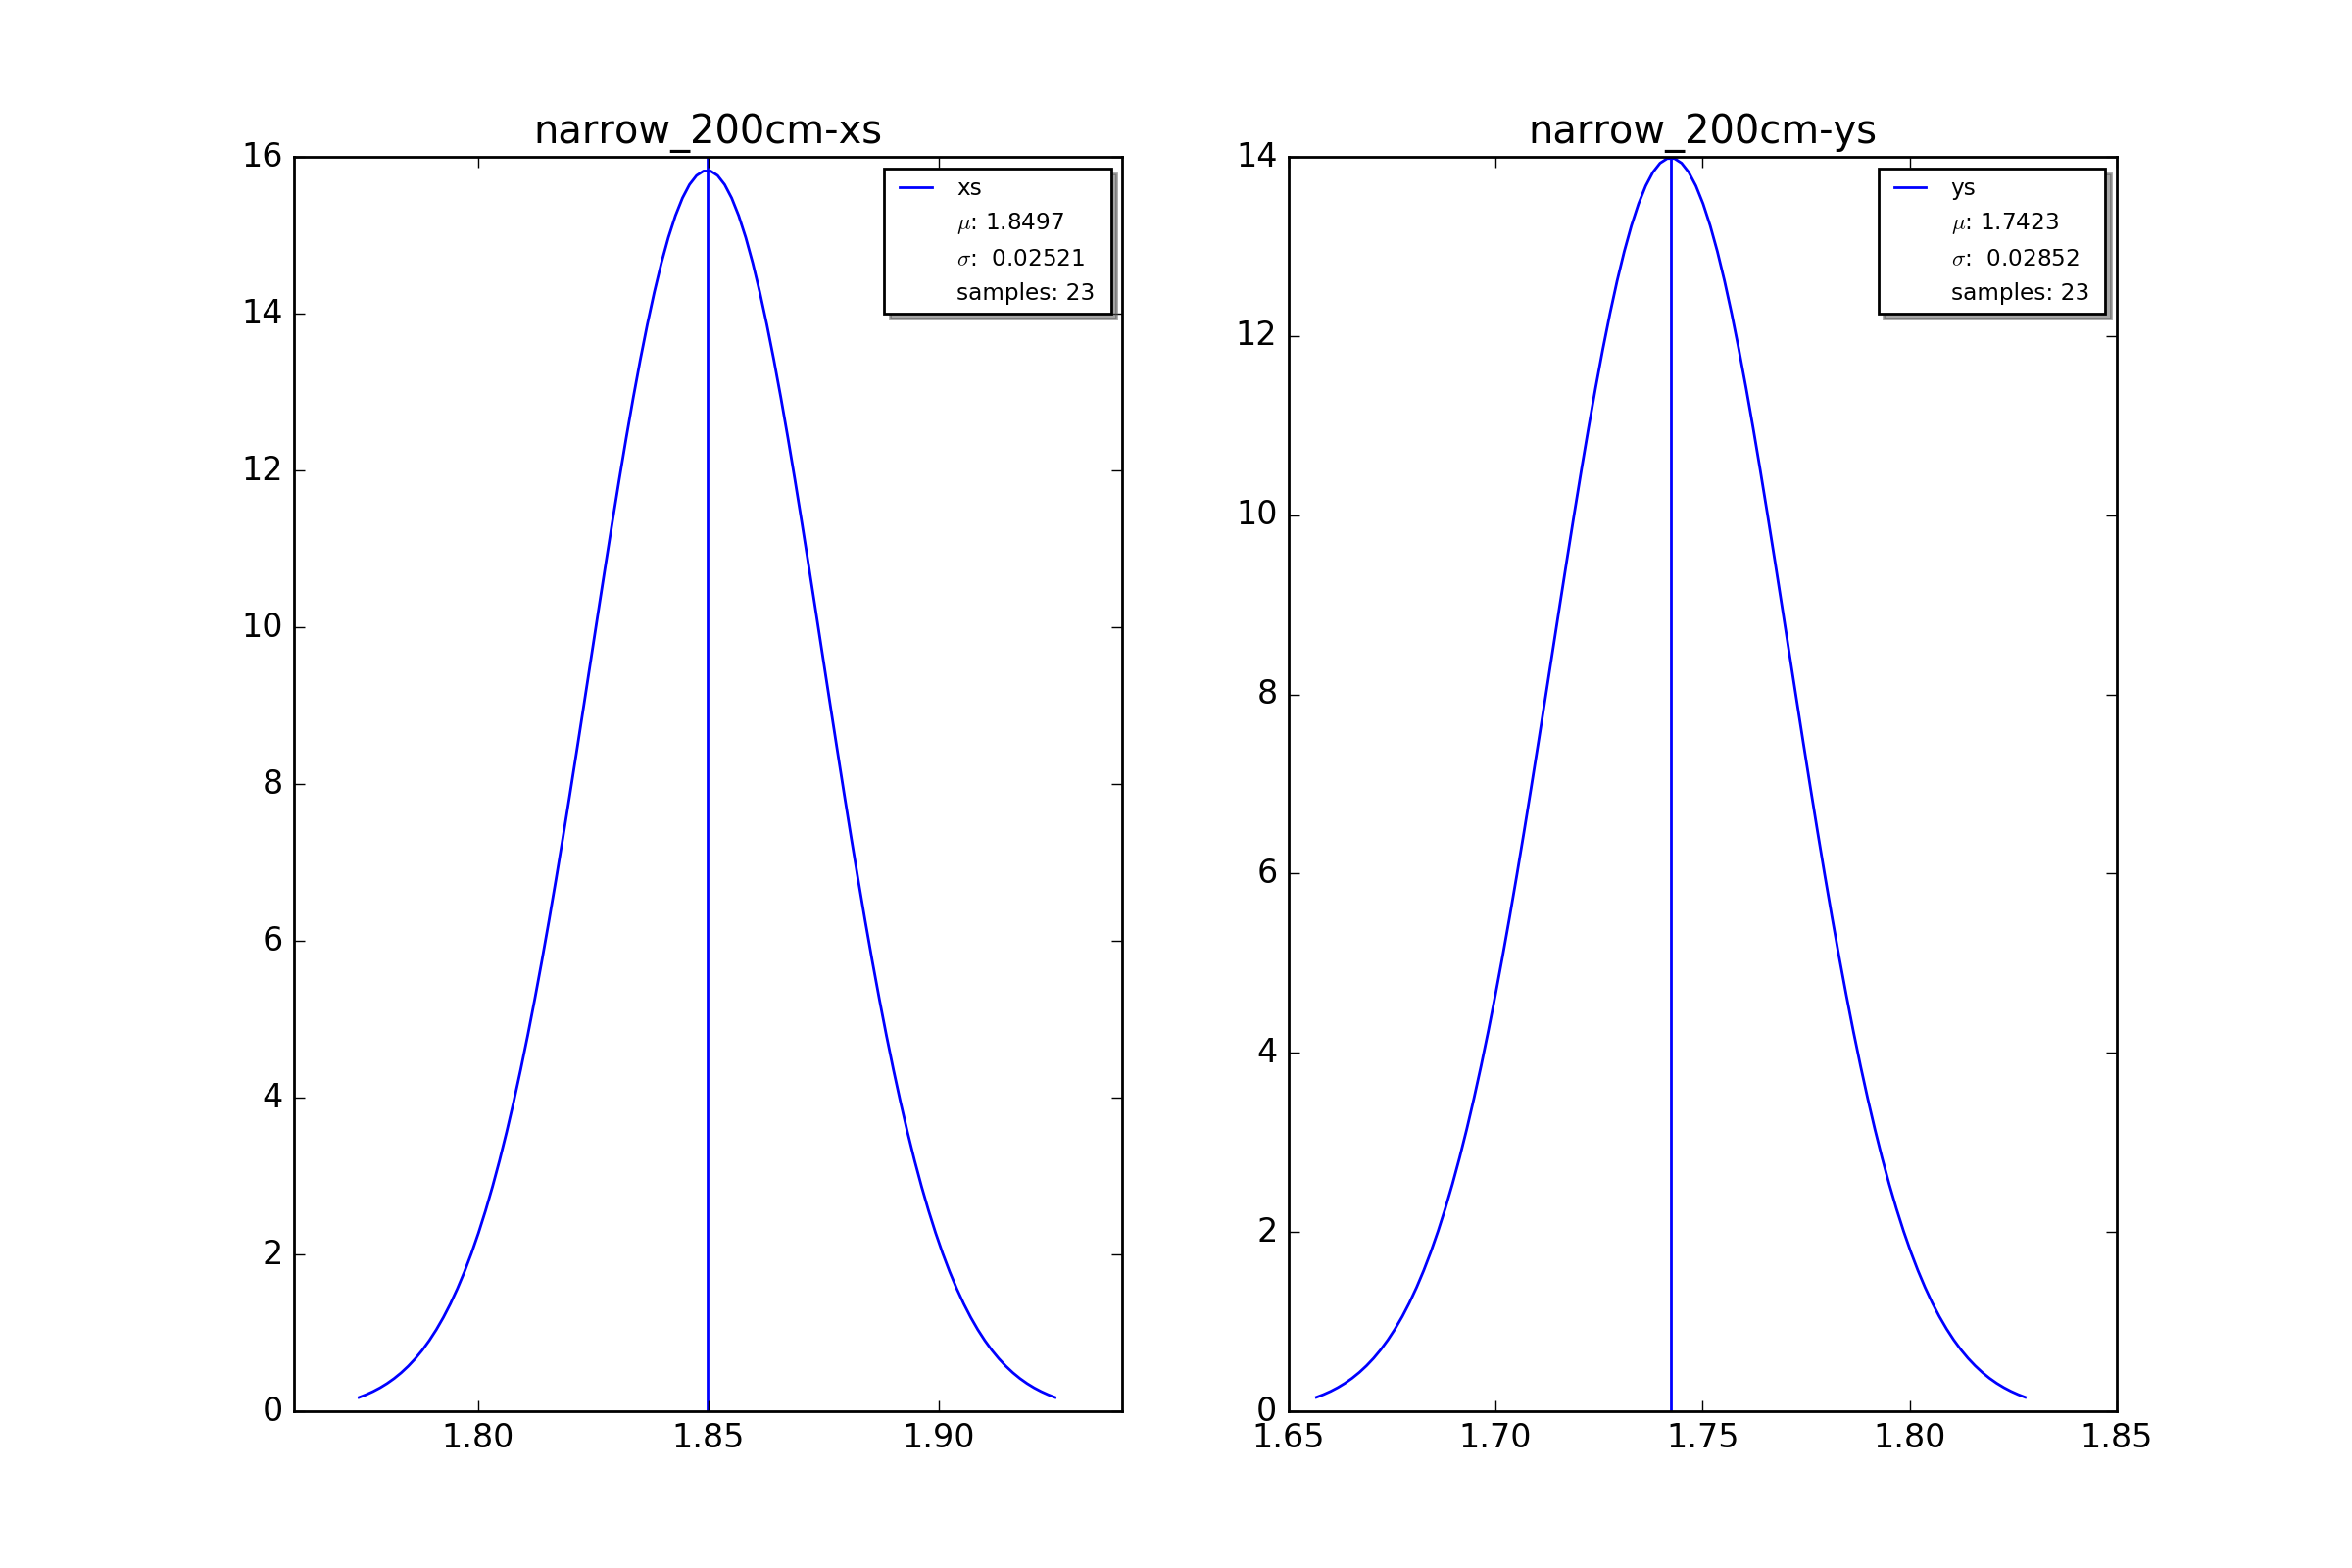 narrow_200cm-xs
16
14
12
10
8
6
4
2
0
1.80 1.85 1.90
xs
μ: 1.8497
σ: 0.02521
samples: 23
narrow_200cm-ys
14
12
10
8
6
4
2
0
1.65 1.70 1.75 1.80 1.85
ys
μ: 1.7423
σ: 0.02852
samples: 23